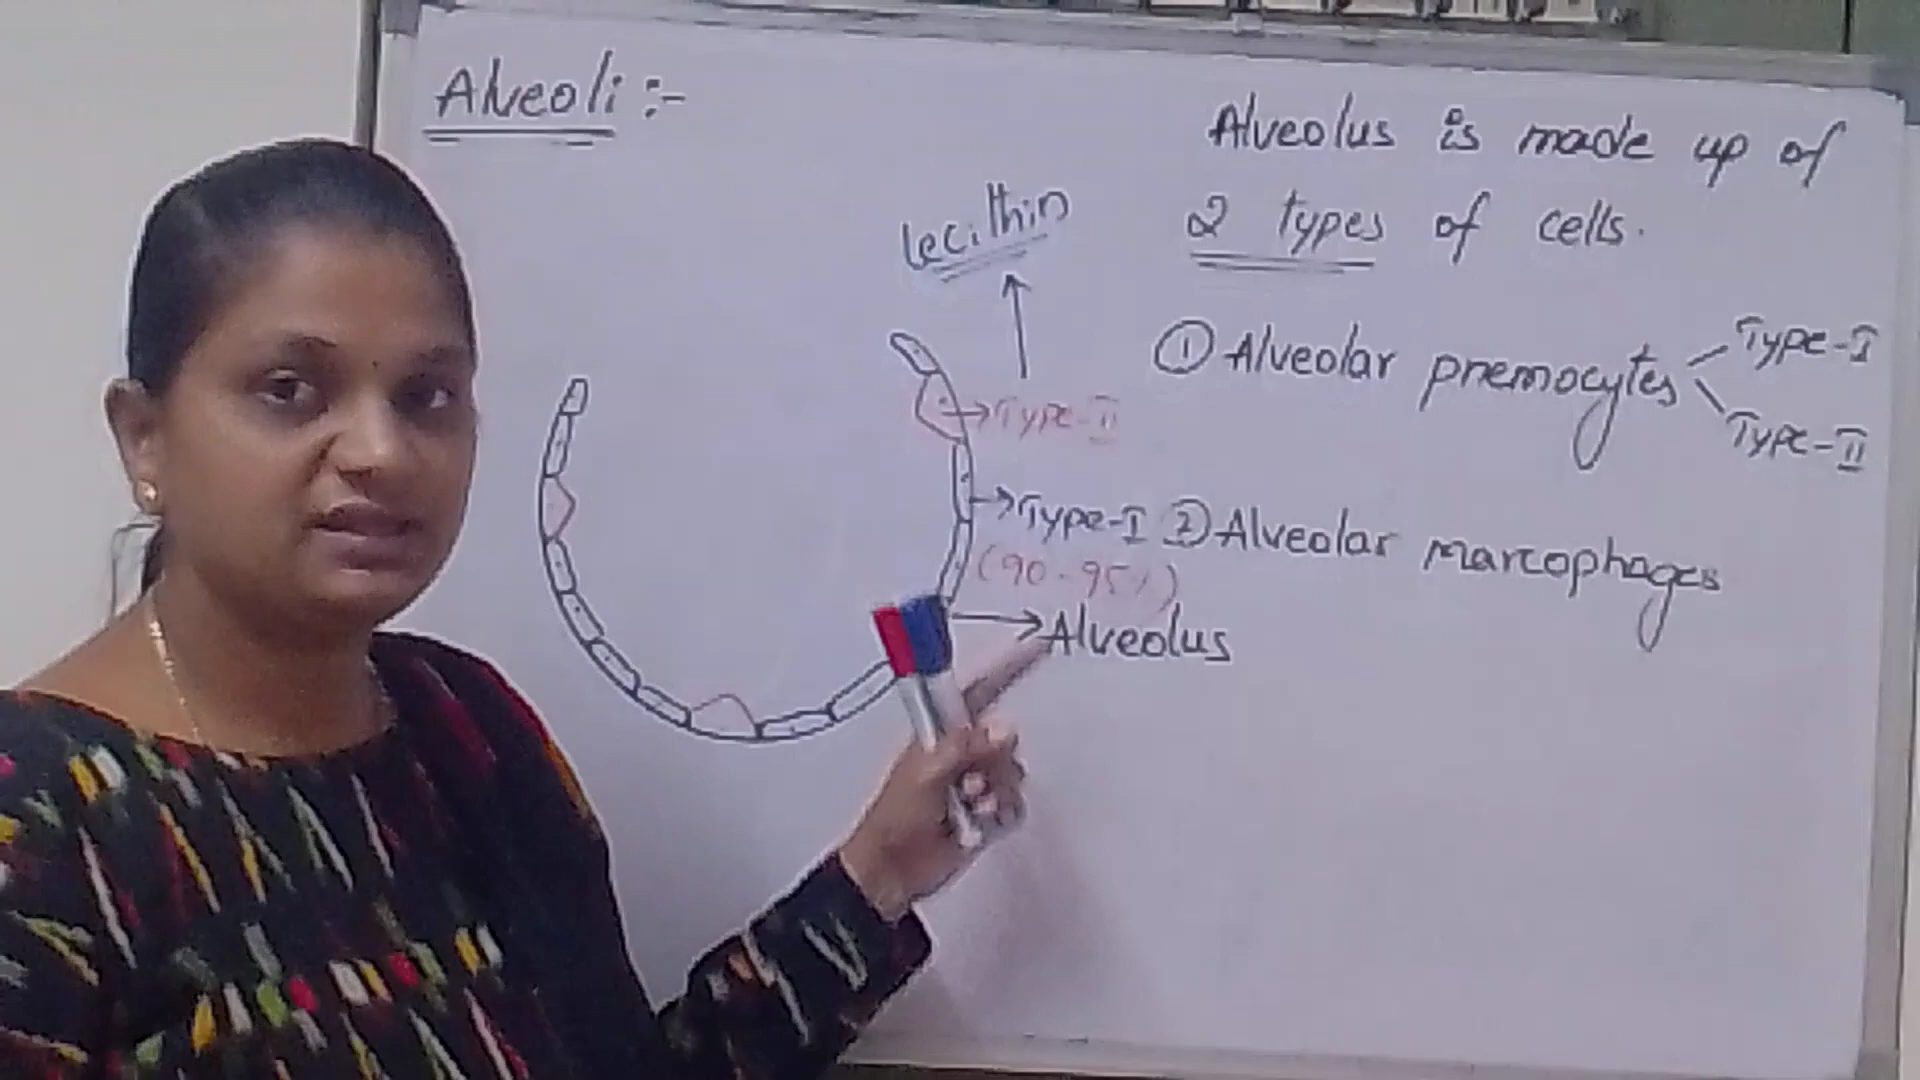 Alveoli :-
Alveolus is made up of
2 types of cells.
lecithin
① Alveolar pnemocytes
Type-I
Type-II
→Type-II
→Type-I
(90-95%)
② Alveolar marcophages
→Alveolus